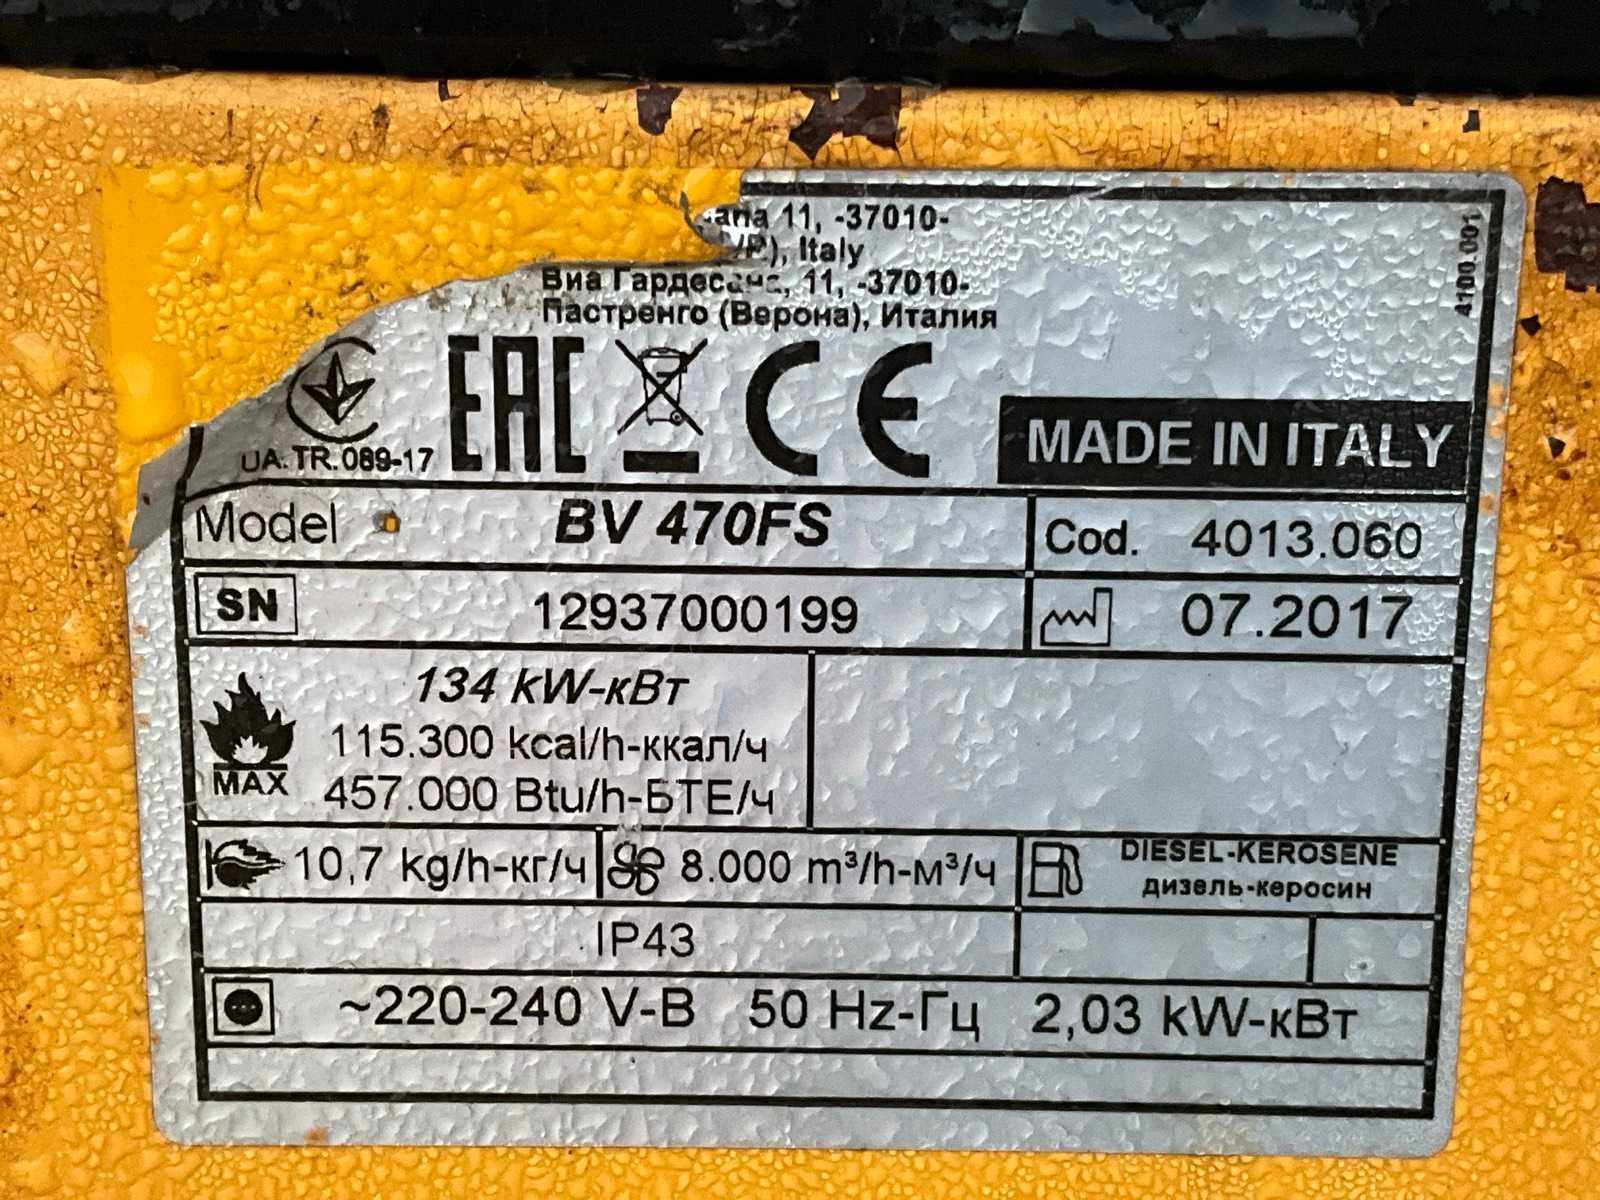 11, -37010-
Italy
Виа Гардесана, 11, -37010-
Пастренго (Верона), Италия
4100.001
UA.TR.089-17
EAC
CE
MADE IN ITALY
Model BV 470FS Cod. 4013.060
SN 12937000199 07.2017
134 kW-кВт
115.300 kcal/h-ккал/ч
MAX 457.000 Btu/h-БТЕ/ч
10,7 kg/h-кг/ч 8.000 m³/h-м³/ч DIESEL-KEROSENE
дизель-керосин
IP43
~220-240 V-В 50 Hz-Гц 2,03 kW-кВт